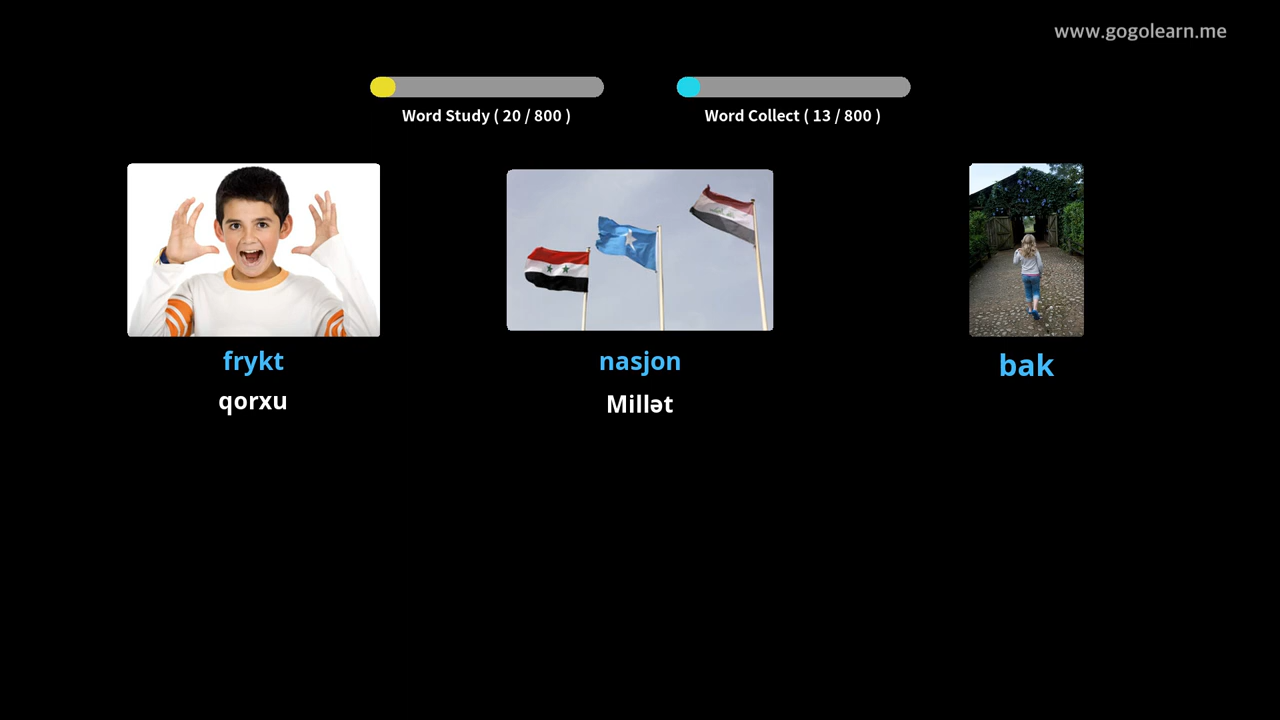 www.gogolearn.me
Word Study ( 20 / 800 )
Word Collect ( 13 / 800 )
frykt
nasjon
bak
qorxu
Millət